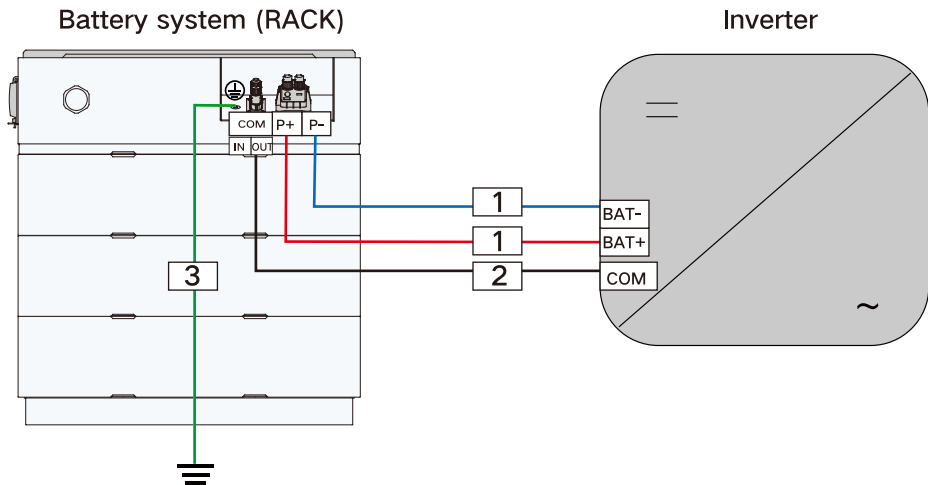 Battery system (RACK)
Inverter
COM P+ P-
IN OUT
1
BAT-
1
BAT+
3
2
COM
~